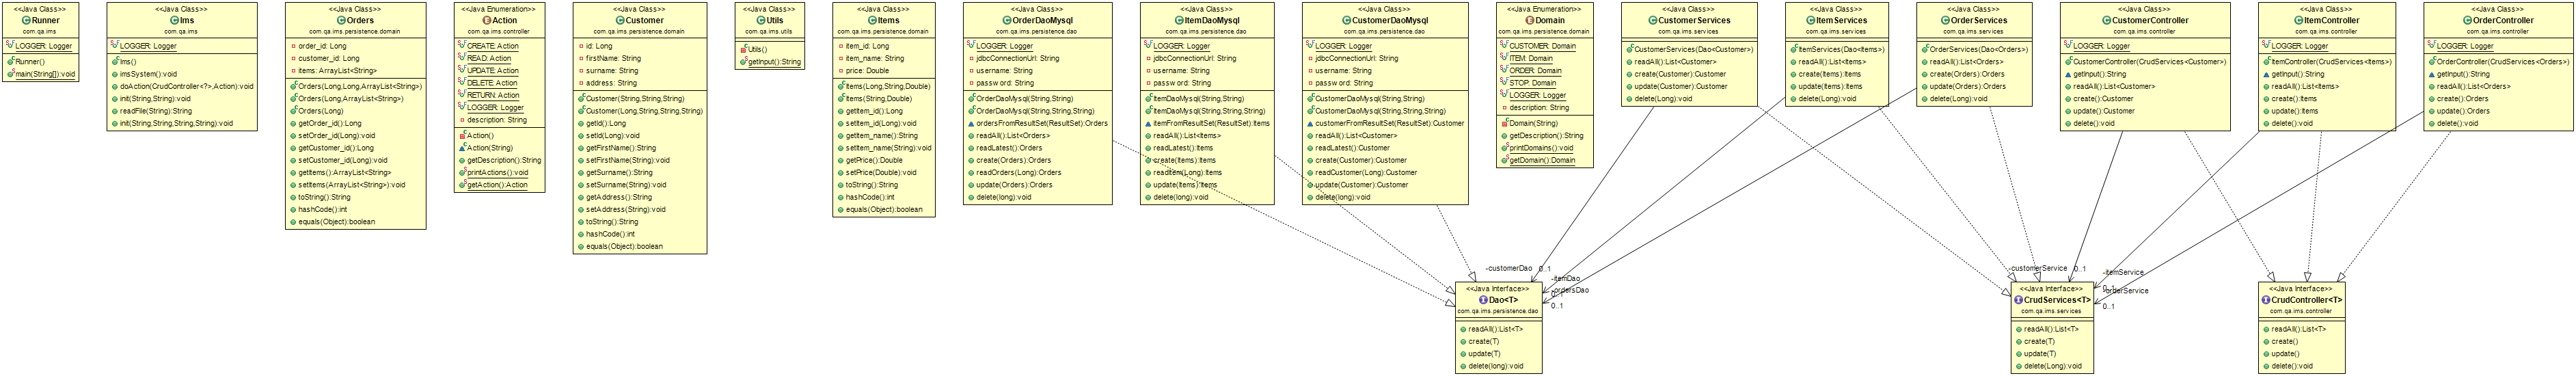 <<Java Class>>
Runner
com.qa.ims
LOGGER: Logger
Runner()
main(String[]):void
<<Java Class>>
Ims
com.qa.ims
LOGGER: Logger
Ims()
imsSystem():void
doAction(CrudController<?>,Action):void
init(String,String):void
readFile(String):String
init(String,String,String,String):void
<<Java Class>>
Orders
com.qa.ims.persistence.domain
order_id: Long
customer_id: Long
items: ArrayList<String>
Orders(Long,Long,ArrayList<String>)
Orders(Long,ArrayList<String>)
Orders(Long)
getOrder_id():Long
setOrder_id(Long):void
getCustomer_id():Long
setCustomer_id(Long):void
getItems():ArrayList<String>
setItems(ArrayList<String>):void
toString():String
hashCode():int
equals(Object):boolean
<<Java Enumeration>>
Action
com.qa.ims.controller
CREATE: Action
READ: Action
UPDATE: Action
DELETE: Action
RETURN: Action
LOGGER: Logger
description: String
Action()
Action(String)
getDescription():String
printActions():void
getAction():Action
<<Java Class>>
Customer
com.qa.ims.persistence.domain
id: Long
firstName: String
surname: String
address: String
Customer(String,String,String)
Customer(Long,String,String,String)
getId():Long
setId(Long):void
getFirstName():String
setFirstName(String):void
getSurname():String
setSurname(String):void
getAddress():String
setAddress(String):void
toString():String
hashCode():int
equals(Object):boolean
<<Java Class>>
Utils
com.qa.ims.utils
Utils()
getInput():String
<<Java Class>>
Items
com.qa.ims.persistence.domain
item_id: Long
item_name: String
price: Double
Items(Long,String,Double)
Items(String,Double)
getItem_id():Long
setItem_id(Long):void
getItem_name():String
setItem_name(String):void
getPrice():Double
setPrice(Double):void
toString():String
hashCode():int
equals(Object):boolean
<<Java Class>>
OrderDaoMysql
com.qa.ims.persistence.dao
LOGGER: Logger
jdbcConnectionUrl: String
username: String
password: String
OrderDaoMysql(String,String)
OrderDaoMysql(String,String,String)
ordersFromResultSet(ResultSet):Orders
readAll():List<Orders>
readLatest():Orders
create(Orders):Orders
readOrders(Long):Orders
update(Orders):Orders
delete(long):void
<<Java Class>>
ItemDaoMysql
com.qa.ims.persistence.dao
LOGGER: Logger
jdbcConnectionUrl: String
username: String
password: String
ItemDaoMysql(String,String)
ItemDaoMysql(String,String,String)
itemFromResultSet(ResultSet):Items
readAll():List<Items>
readLatest():Items
create(Items):Items
readItem(Long):Items
update(Items):Items
delete(long):void
<<Java Class>>
CustomerDaoMysql
com.qa.ims.persistence.dao
LOGGER: Logger
jdbcConnectionUrl: String
username: String
password: String
CustomerDaoMysql(String,String)
CustomerDaoMysql(String,String,String)
customerFromResultSet(ResultSet):Customer
readAll():List<Customer>
readLatest():Customer
create(Customer):Customer
readCustomer(Long):Customer
update(Customer):Customer
delete(long):void
<<Java Enumeration>>
Domain
com.qa.ims.persistence.domain
CUSTOMER: Domain
ITEM: Domain
ORDER: Domain
STOP: Domain
LOGGER: Logger
description: String
Domain(String)
getDescription():String
printDomains():void
getDomain():Domain
<<Java Class>>
CustomerServices
com.qa.ims.services
CustomerServices(Dao<Customer>)
readAll():List<Customer>
create(Customer):Customer
update(Customer):Customer
delete(Long):void
<<Java Class>>
ItemServices
com.qa.ims.services
ItemServices(Dao<Items>)
readAll():List<Items>
create(Items):Items
update(Items):Items
delete(Long):void
<<Java Class>>
OrderServices
com.qa.ims.services
OrderServices(Dao<Orders>)
readAll():List<Orders>
create(Orders):Orders
update(Orders):Orders
delete(Long):void
<<Java Class>>
CustomerController
com.qa.ims.controller
LOGGER: Logger
CustomerController(CrudServices<Customer>)
getInput():String
readAll():List<Customer>
create():Customer
update():Customer
delete():void
<<Java Class>>
ItemController
com.qa.ims.controller
LOGGER: Logger
ItemController(CrudServices<Items>)
getInput():String
readAll():List<Items>
create():Items
update():Items
delete():void
<<Java Class>>
OrderController
com.qa.ims.controller
LOGGER: Logger
OrderController(CrudServices<Orders>)
getInput():String
readAll():List<Orders>
create():Orders
update():Orders
delete():void
-customerDao
0..1
-itemDao
0..1
-ordersDao
0..1
<<Java Interface>>
Dao<T>
com.qa.ims.persistence.dao
readAll():List<T>
create(T)
update(T)
delete(long):void
-customerService
0..1
-itemService
0..1
-orderService
0..1
<<Java Interface>>
CrudServices<T>
com.qa.ims.services
readAll():List<T>
create(T)
update(T)
delete(Long):void
<<Java Interface>>
CrudController<T>
com.qa.ims.controller
readAll():List<T>
create()
update()
delete():void